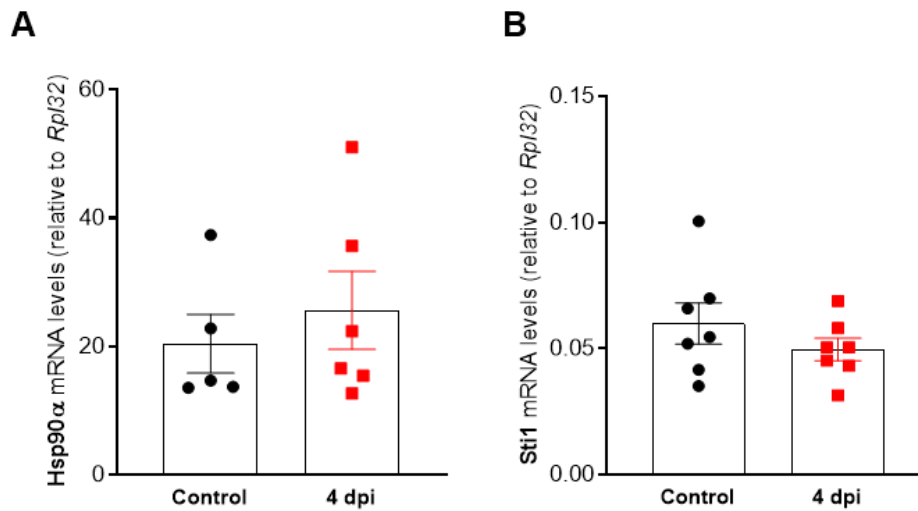 A
Hsp90α mRNA levels (relative to Rpl32)
60
40
20
0
Control
4 dpi
B
Sti1 mRNA levels (relative to Rpl32)
0.15
0.10
0.05
0.00
Control
4 dpi